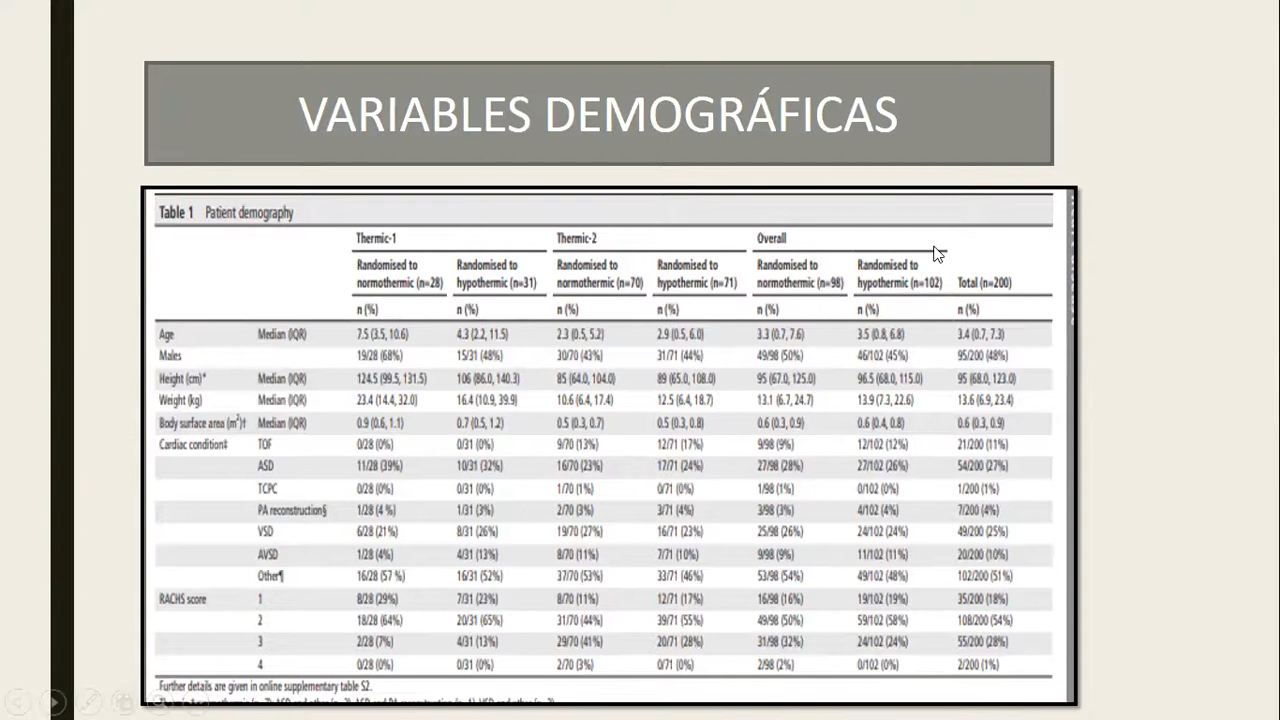 VARIABLES DEMOGRÁFICAS
Table 1 Patient demography
Thermic-1 Thermic-2 Overall
Randomised to normothermic (n=28) Randomised to hypothermic (n=31) Randomised to normothermic (n=70) Randomised to hypothermic (n=71) Randomised to normothermic (n=98) Randomised to hypothermic (n=102) Total (n=200)
n (%) n (%) n (%) n (%) n (%) n (%) n (%)
Age Median (IQR) 7.5 (3.5, 10.6) 4.3 (2.2, 11.5) 2.3 (0.5, 5.2) 2.9 (0.5, 6.0) 3.3 (0.7, 7.6) 3.5 (0.8, 6.8) 3.4 (0.7, 7.3)
Males 19/28 (68%) 15/31 (48%) 30/70 (43%) 31/71 (44%) 49/98 (50%) 46/102 (45%) 95/200 (48%)
Height (cm)* Median (IQR) 124.5 (99.5, 131.5) 106 (86.0, 140.3) 85 (64.0, 104.0) 89 (65.0, 108.0) 95 (67.0, 125.0) 96.5 (68.0, 115.0) 95 (68.0, 123.0)
Weight (kg) Median (IQR) 23.4 (14.4, 32.0) 16.4 (10.9, 39.9) 10.6 (6.4, 17.4) 12.5 (6.4, 18.7) 13.1 (6.7, 24.7) 13.9 (7.3, 22.6) 13.6 (6.9, 23.4)
Body surface area (m²)† Median (IQR) 0.9 (0.6, 1.1) 0.7 (0.5, 1.2) 0.5 (0.3, 0.7) 0.5 (0.3, 0.8) 0.6 (0.3, 0.9) 0.6 (0.4, 0.8) 0.6 (0.3, 0.9)
Cardiac condition‡ TOF 0/28 (0%) 0/31 (0%) 9/70 (13%) 12/71 (17%) 9/98 (9%) 12/102 (12%) 21/200 (11%)
ASD 11/28 (39%) 10/31 (32%) 16/70 (23%) 17/71 (24%) 27/98 (28%) 27/102 (26%) 54/200 (27%)
TCPC 0/28 (0%) 0/31 (0%) 1/70 (1%) 0/71 (0%) 1/98 (1%) 0/102 (0%) 1/200 (1%)
PA reconstruction§ 1/28 (4 %) 1/31 (3%) 2/70 (3%) 3/71 (4%) 3/98 (3%) 4/102 (4%) 7/200 (4%)
VSD 6/28 (21%) 8/31 (26%) 19/70 (27%) 16/71 (23%) 25/98 (26%) 24/102 (24%) 49/200 (25%)
AVSD 1/28 (4%) 4/31 (13%) 8/70 (11%) 7/71 (10%) 9/98 (9%) 11/102 (11%) 20/200 (10%)
Other¶ 16/28 (57 %) 16/31 (52%) 37/70 (53%) 33/71 (46%) 53/98 (54%) 49/102 (48%) 102/200 (51%)
RACHS score 1 8/28 (29%) 7/31 (23%) 8/70 (11%) 12/71 (17%) 16/98 (16%) 19/102 (19%) 35/200 (18%)
2 18/28 (64%) 20/31 (65%) 31/70 (44%) 39/71 (55%) 49/98 (50%) 59/102 (58%) 108/200 (54%)
3 2/28 (7%) 4/31 (13%) 29/70 (41%) 20/71 (28%) 31/98 (32%) 24/102 (24%) 55/200 (28%)
4 0/28 (0%) 0/31 (0%) 2/70 (3%) 0/71 (0%) 2/98 (2%) 0/102 (0%) 2/200 (1%)
Further details are given in online supplementary table S2.